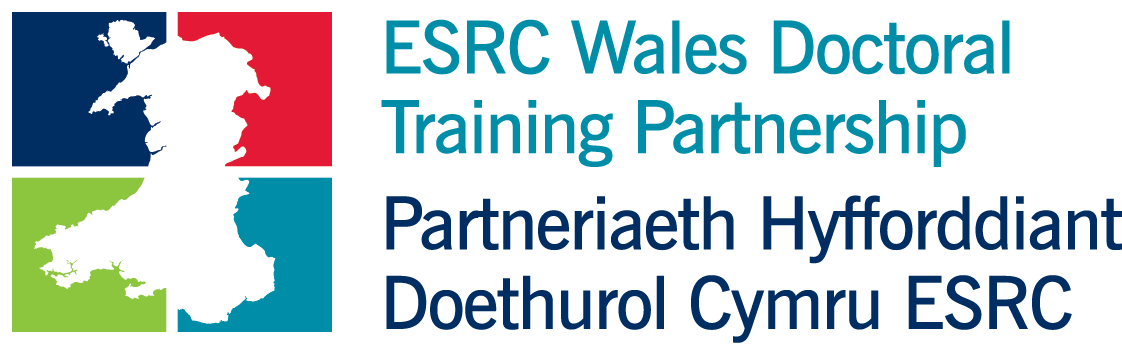 ESRC Wales Doctoral
Training Partnership
Partneriaeth Hyfforddiant
Doethurol Cymru ESRC